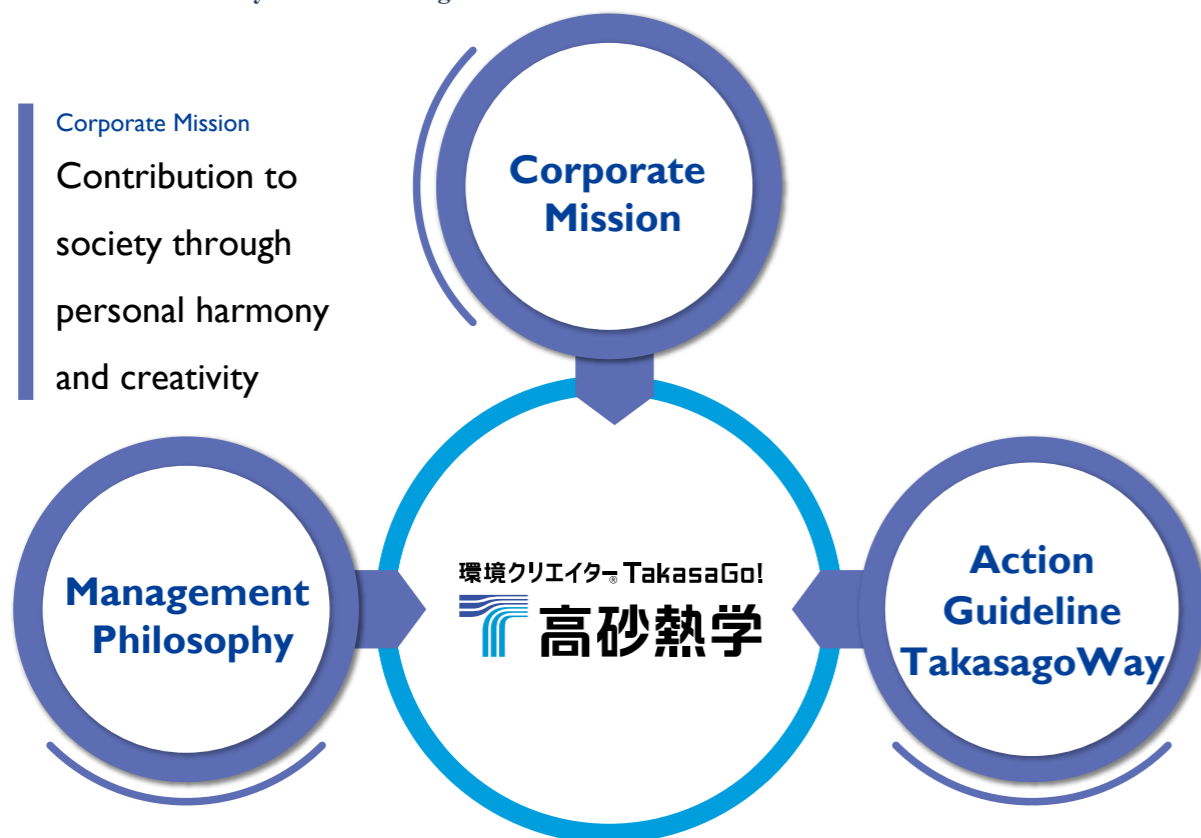 Corporate Mission
Contribution to
society through
personal harmony
and creativity
Corporate
Mission
Management
Philosophy
環境クリエイター® TakasaGo!
高砂熱学
Action
Guideline
TakasagoWay